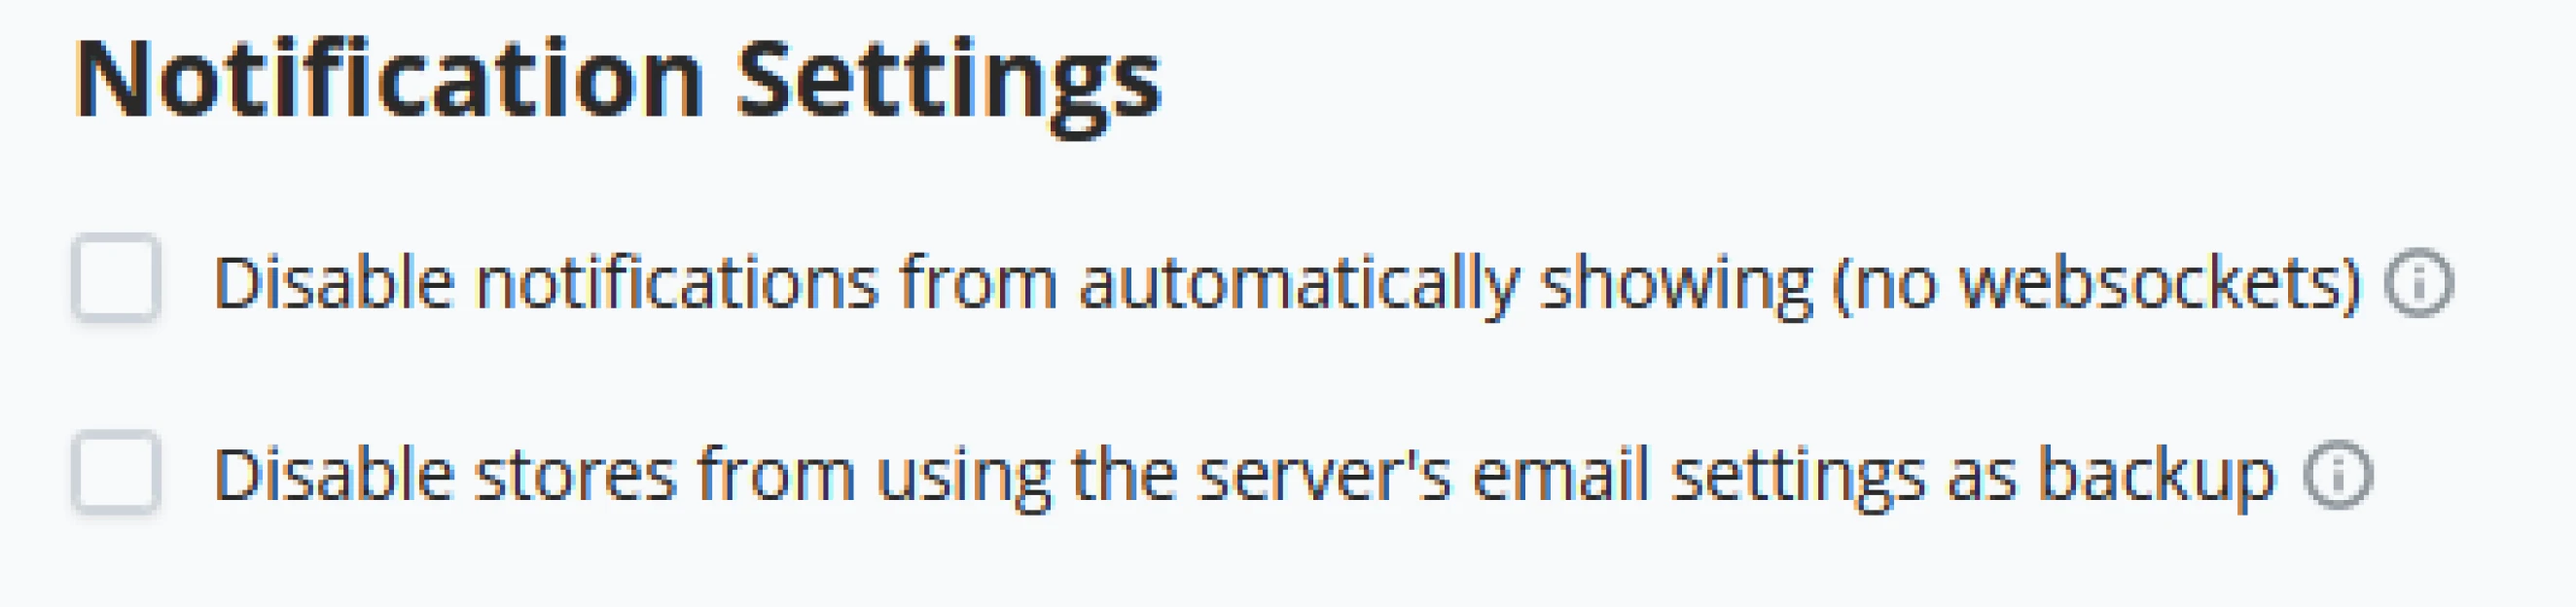 Notification Settings
Disable notifications from automatically showing (no websockets)
Disable stores from using the server's email settings as backup